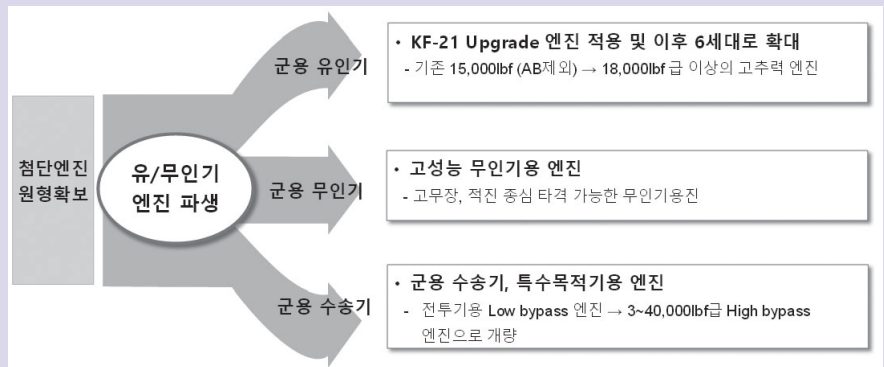 첨단엔진
원형확보
유/무인기
엔진 파생
군용 유인기
• KF-21 Upgrade 엔진 적용 및 이후 6세대로 확대
- 기존 15,000lbf (AB제외) → 18,000lbf 급 이상의 고추력 엔진
군용 무인기
• 고성능 무인기용 엔진
- 고무장, 적진 종심 타격 가능한 무인기용진
군용 수송기
• 군용 수송기, 특수목적기용 엔진
- 전투기용 Low bypass 엔진 → 3~40,000lbf급 High bypass
엔진으로 개량